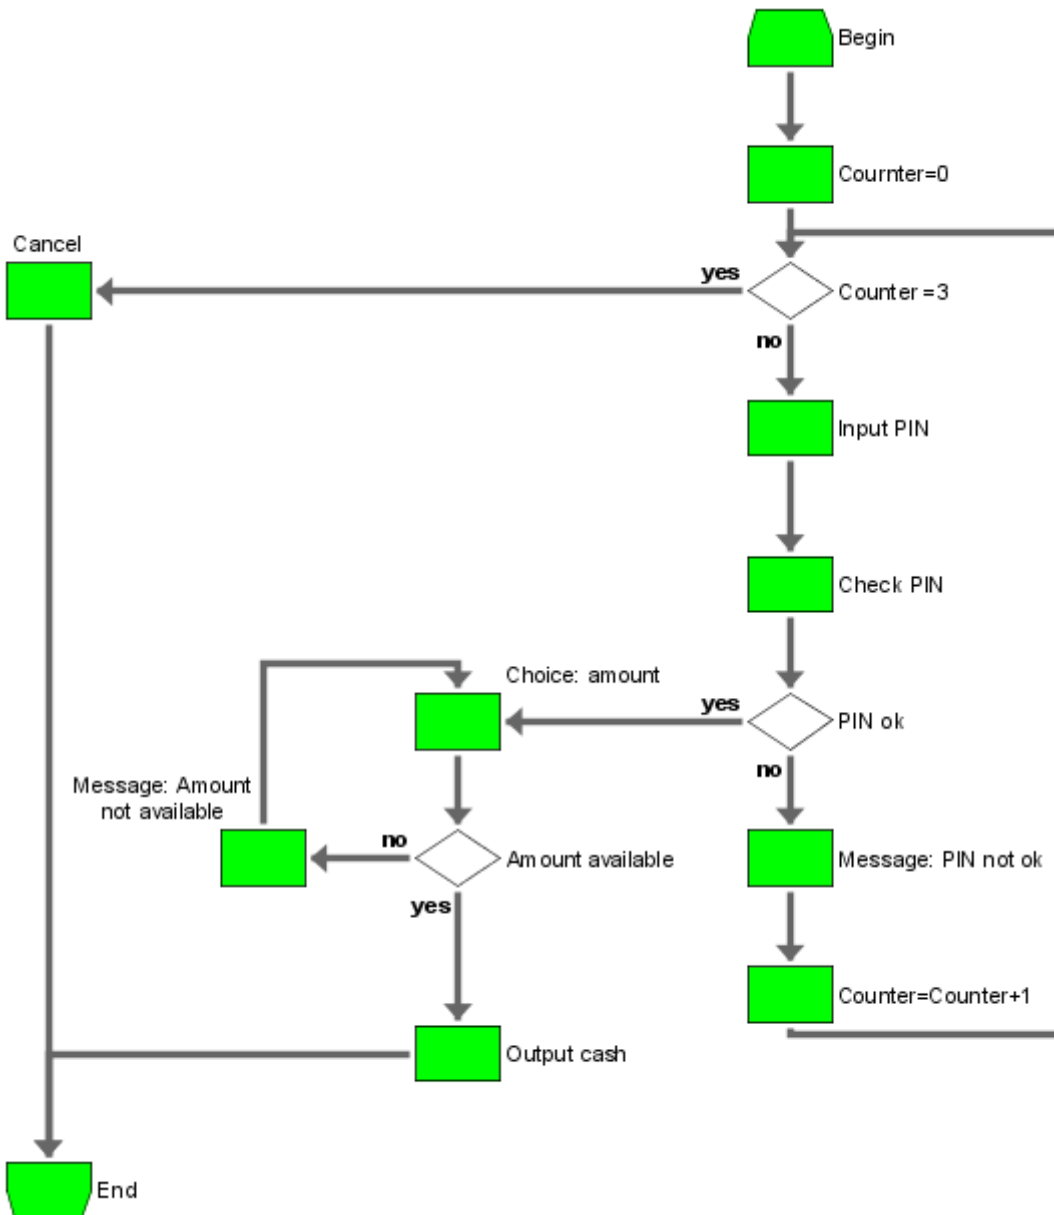 Begin
Cournter=0
Cancel
yes
Counter =3
no
Input PIN
Check PIN
Choice: amount
yes
PIN ok
no
Message: Amount
not available
no
Amount available
Message: PIN not ok
yes
Counter=Counter+1
Output cash
End